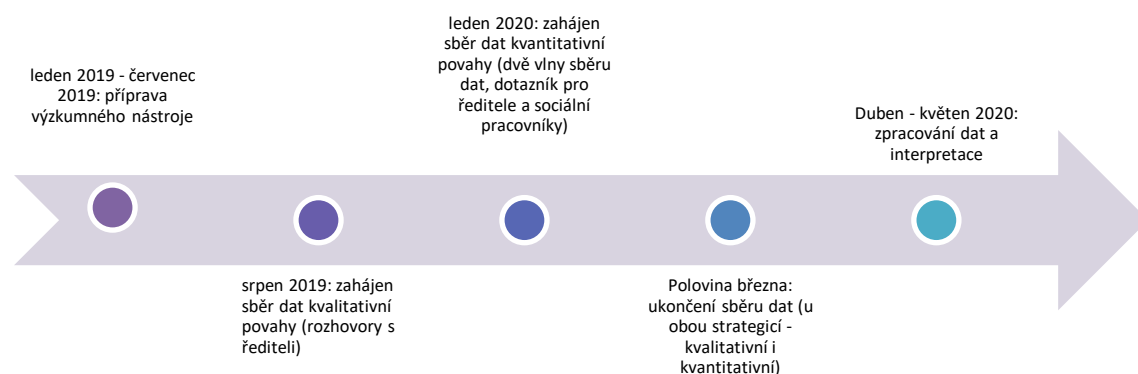 leden 2019 - červenec
2019: příprava
výzkumného nástroje
srpen 2019: zahájen
sběr dat kvalitativní
povahy (rozhovory s
řediteli)
leden 2020: zahájen
sběr dat kvantitativní
povahy (dvě vlny sběru
dat, dotazník pro
ředitele a sociální
pracovníky)
Polovina března:
ukončení sběru dat (u
obou strategicí -
kvalitativní i
kvantitativní)
Duben - květen 2020:
zpracování dat a
interpretace